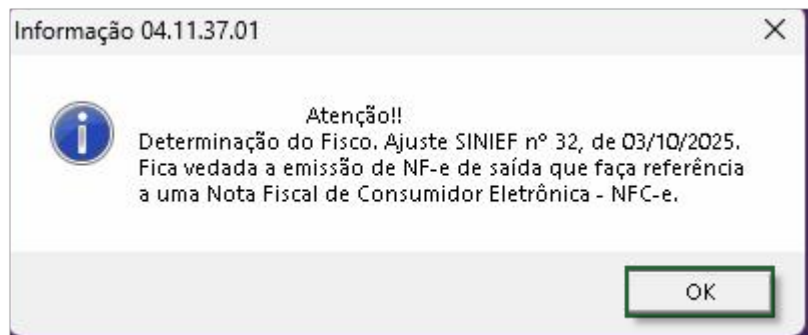 Informação 04.11.37.01
Atenção!!
Determinação do Fisco. Ajuste SINIEF nº 32, de 03/10/2025.
Fica vedada a emissão de NF-e de saída que faça referência
a uma Nota Fiscal de Consumidor Eletrônica - NFC-e.
OK